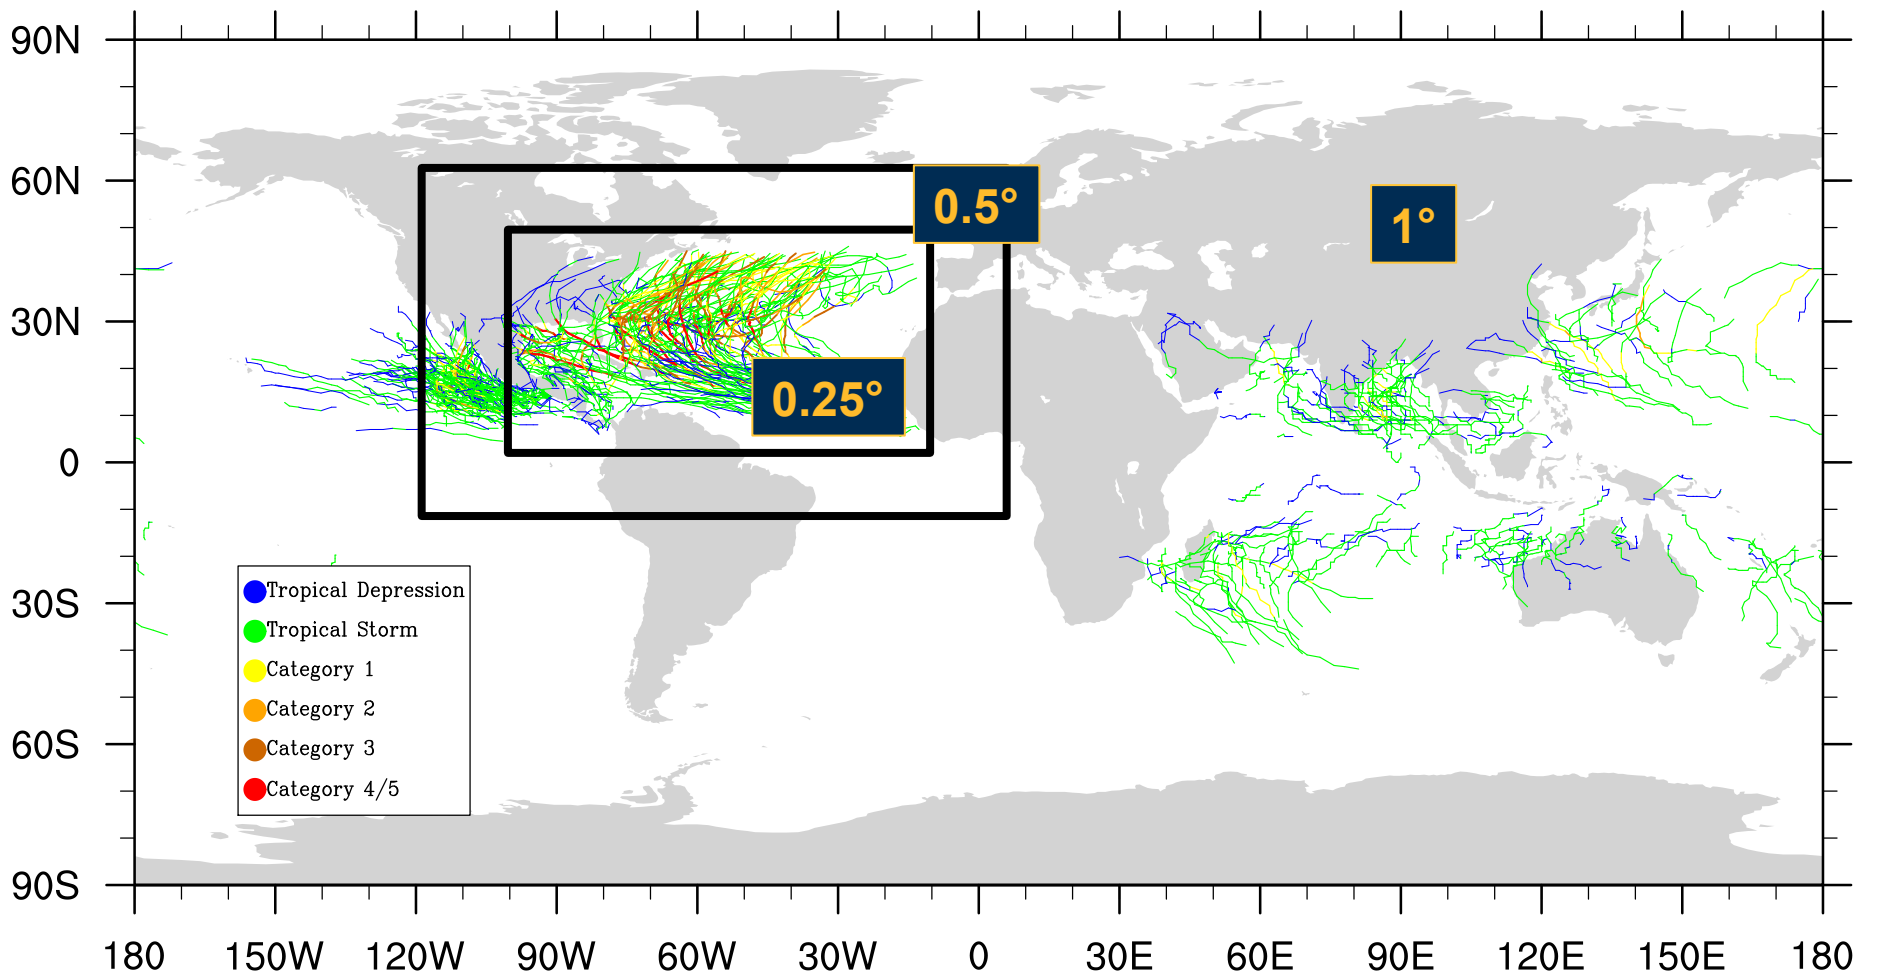 90N
60N
30N
0
30S
60S
90S
0.5°
1°
0.25°
Tropical Depression
Tropical Storm
Category 1
Category 2
Category 3
Category 4/5
180 150W 120W 90W 60W 30W 0 30E 60E 90E 120E 150E 180